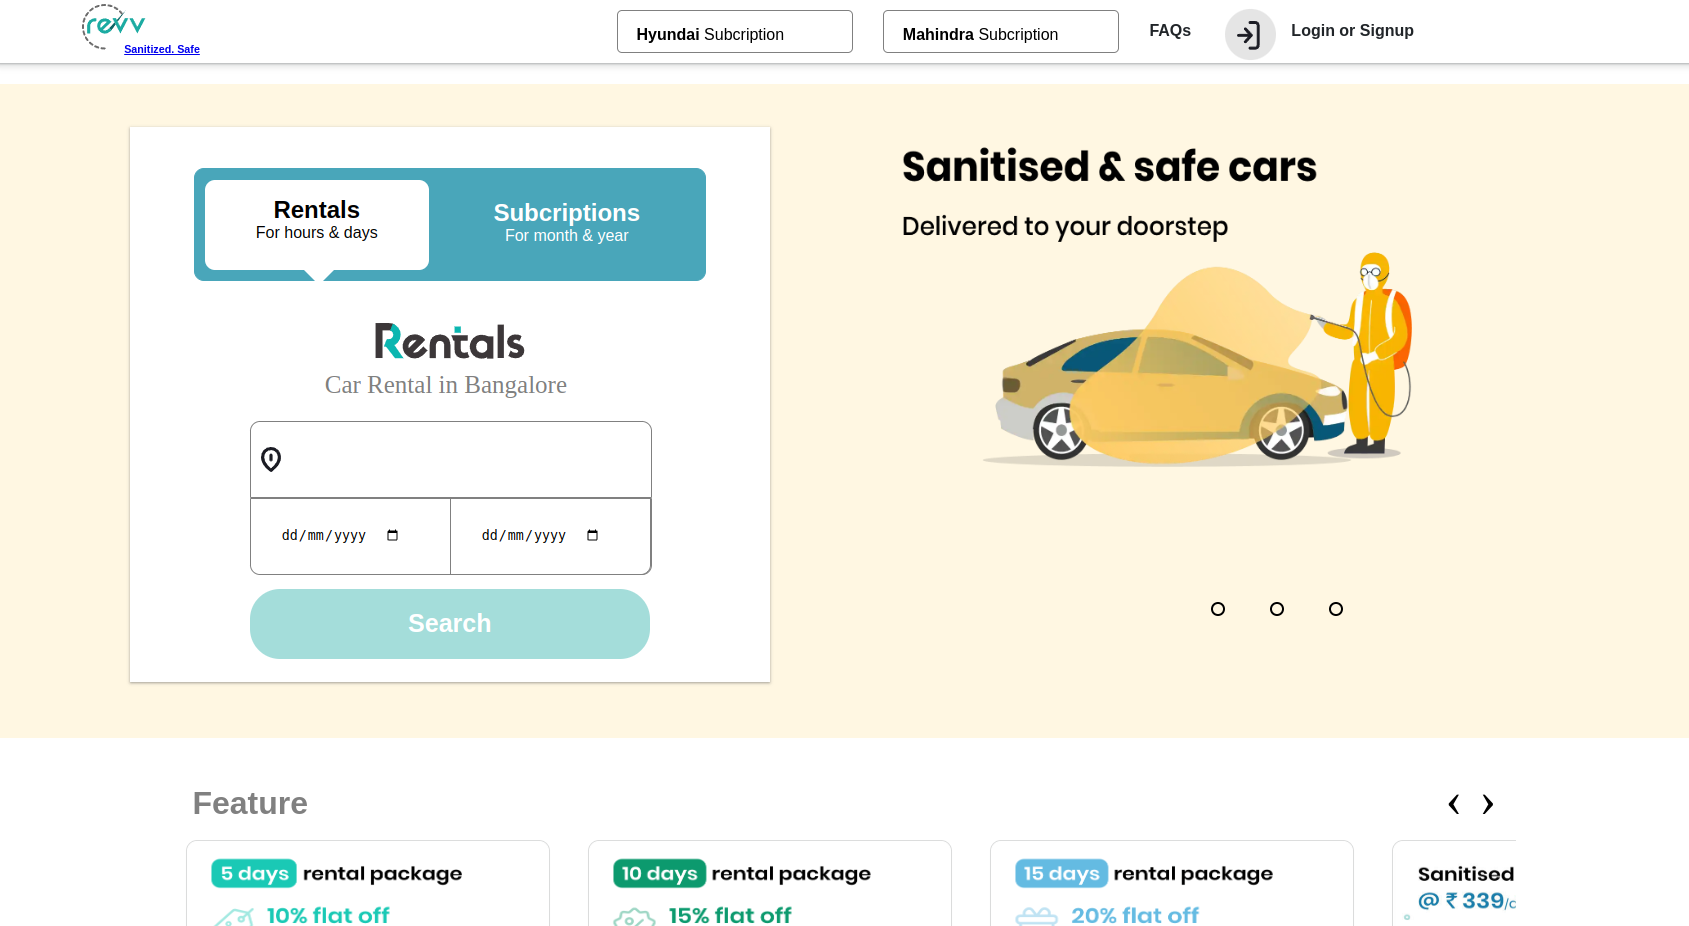 revv
Sanitized. Safe
Hyundai Subcription
Mahindra Subcription
FAQs
Login or Signup
Rentals
For hours & days
Subcriptions
For month & year
Rentals
Car Rental in Bangalore
dd/mm/yyyy
dd/mm/yyyy
Search
Sanitised & safe cars
Delivered to your doorstep
Feature
5 days rental package
10% flat off
10 days rental package
15% flat off
15 days rental package
20% flat off
Sanitised
@ ₹ 339/